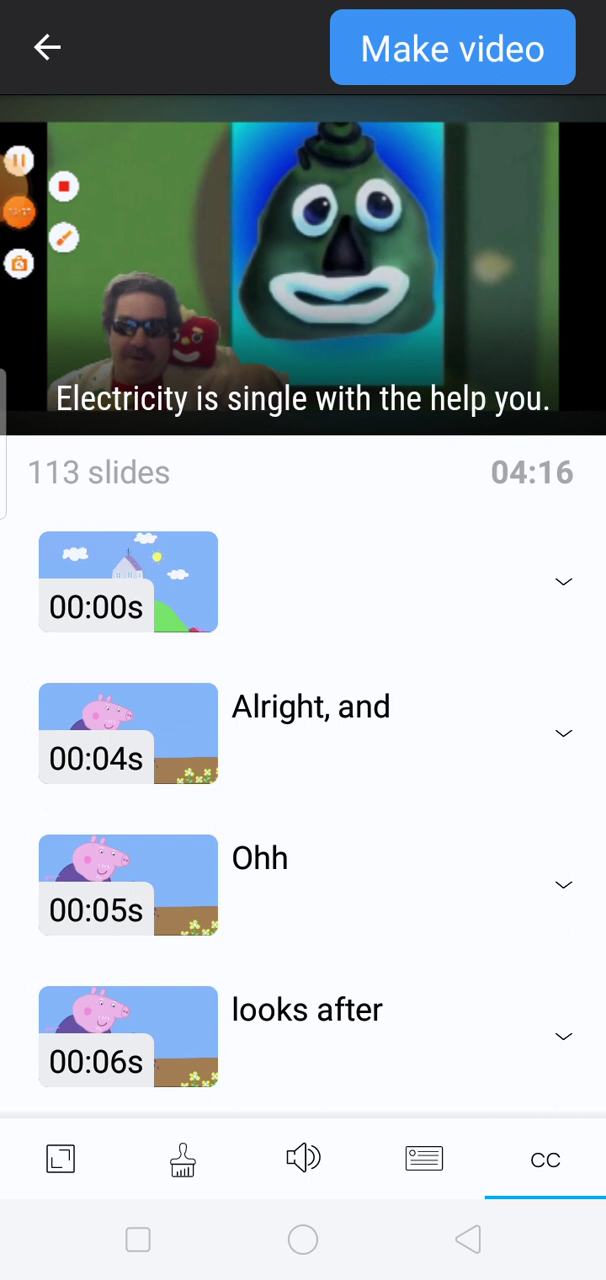 Make video
Electricity is single with the help you.
113 slides
04:16
00:00s
Alright, and
00:04s
Ohh
00:05s
looks after
00:06s
CC